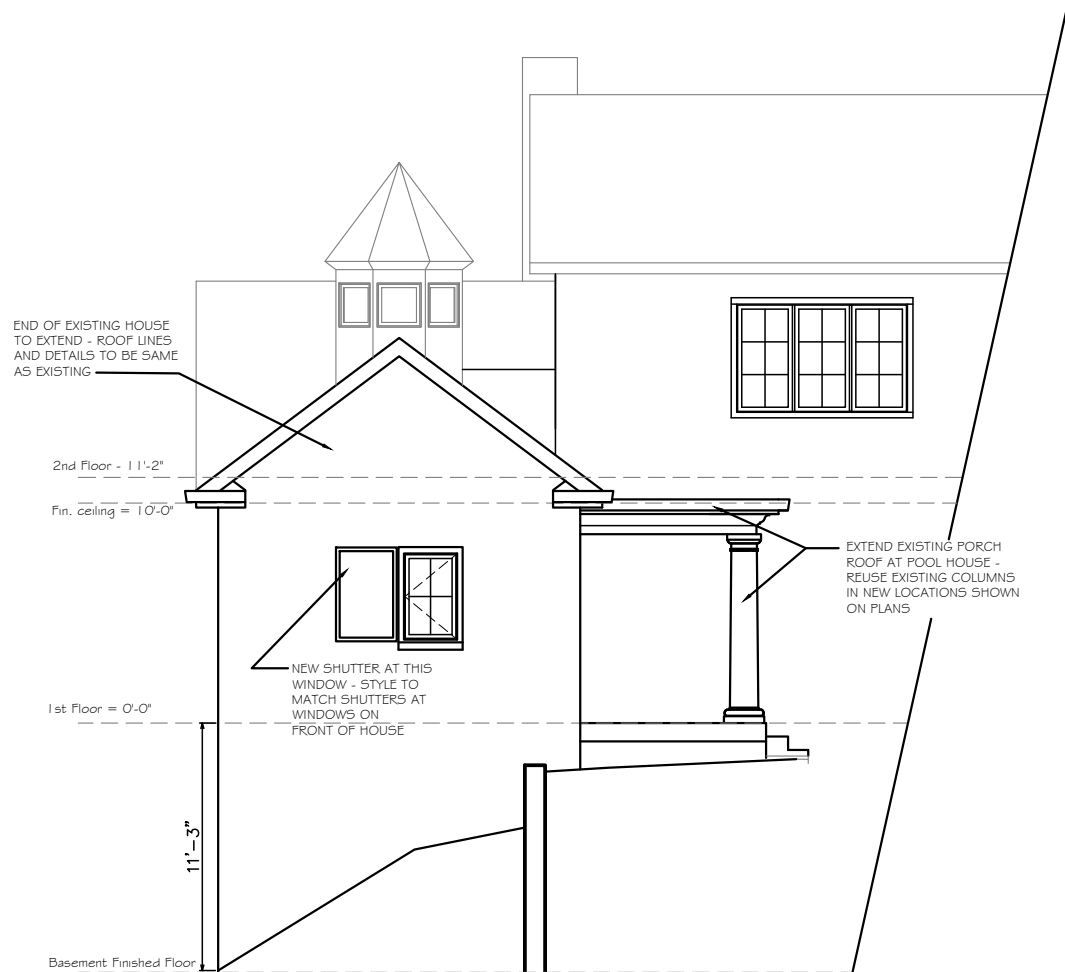 END OF EXISTING HOUSE
TO EXTEND - ROOF LINES
AND DETAILS TO BE SAME
AS EXISTING
2nd Floor - 11'-2"
Fin. ceiling = 10'-0"
EXTEND EXISTING PORCH
ROOF AT POOL HOUSE -
REUSE EXISTING COLUMNS
IN NEW LOCATIONS SHOWN
ON PLANS
NEW SHUTTER AT THIS
WINDOW - STYLE TO
MATCH SHUTTERS AT
WINDOWS ON
FRONT OF HOUSE
1st Floor = 0'-0"
11'-3"
Basement Finished Floor